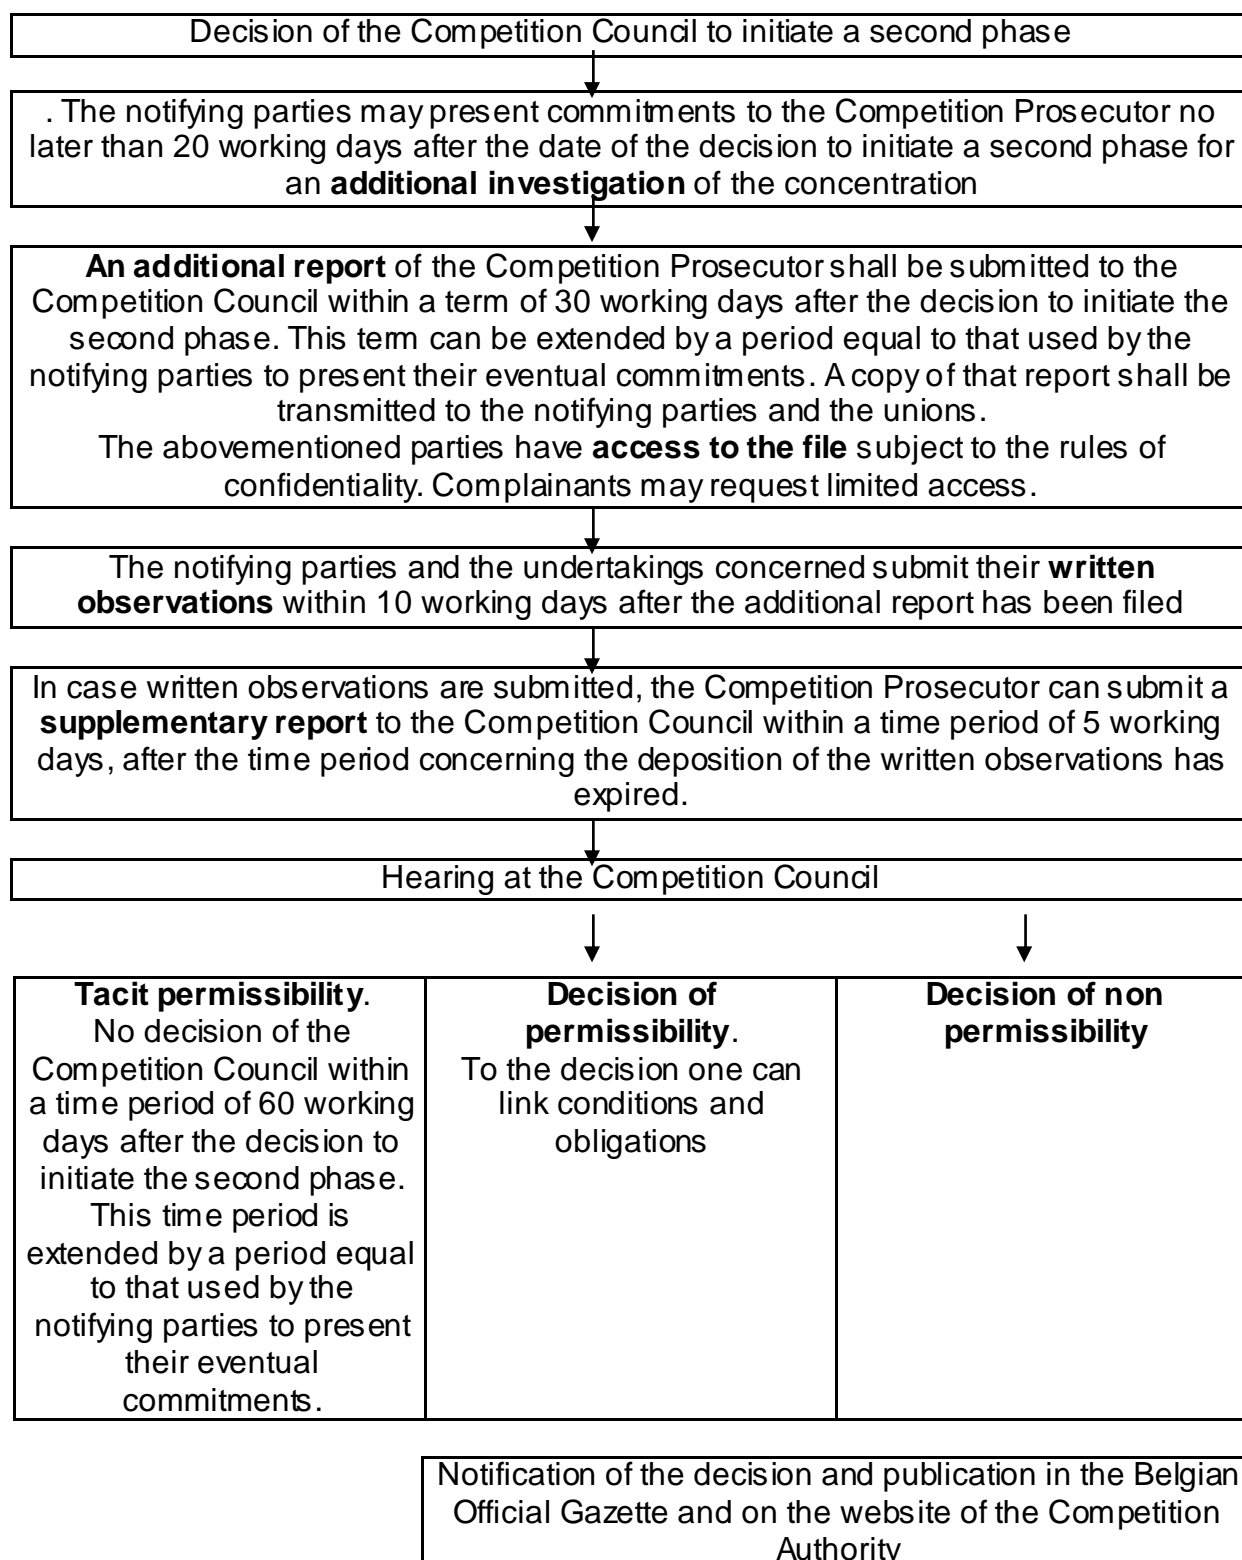 Decision of the Competition Council to initiate a second phase
. The notifying parties may present commitments to the Competition Prosecutor no
later than 20 working days after the date of the decision to initiate a second phase for
an additional investigation of the concentration
An additional report of the Competition Prosecutor shall be submitted to the
Competition Council within a term of 30 working days after the decision to initiate the
second phase. This term can be extended by a period equal to that used by the
notifying parties to present their eventual commitments. A copy of that report shall be
transmitted to the notifying parties and the unions.
The abovementioned parties have access to the file subject to the rules of
confidentiality. Complainants may request limited access.
The notifying parties and the undertakings concerned submit their written
observations within 10 working days after the additional report has been filed
In case written observations are submitted, the Competition Prosecutor can submit a
supplementary report to the Competition Council within a time period of 5 working
days, after the time period concerning the deposition of the written observations has
expired.
Hearing at the Competition Council
Tacit permissibility.
No decision of the
Competition Council within
a time period of 60 working
days after the decision to
initiate the second phase.
This time period is
extended by a period equal
to that used by the
notifying parties to present
their eventual
commitments.
Decision of
permissibility.
To the decision one can
link conditions and
obligations
Decision of non
permissibility
Notification of the decision and publication in the Belgian
Official Gazette and on the website of the Competition
Authority